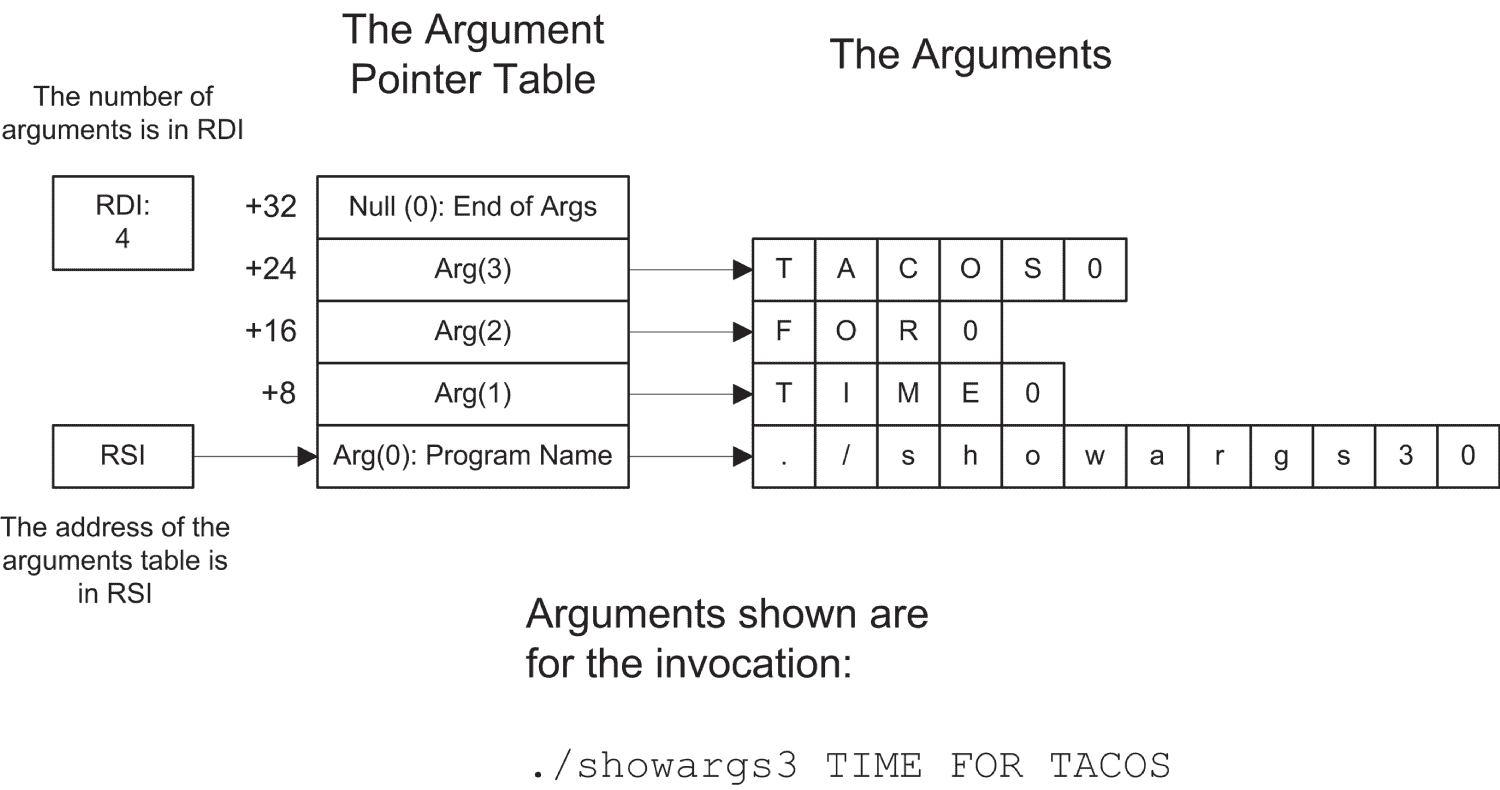 The Argument
Pointer Table
The Arguments
The number of
arguments is in RDI
RDI:
4
+32
Null (0): End of Args
+24
Arg(3)
T A C O S 0
+16
Arg(2)
F O R 0
+8
Arg(1)
T I M E 0
RSI
Arg(0): Program Name
. / s h o w a r g s 3 0
The address of the
arguments table is
in RSI
Arguments shown are
for the invocation:
./showargs3 TIME FOR TACOS